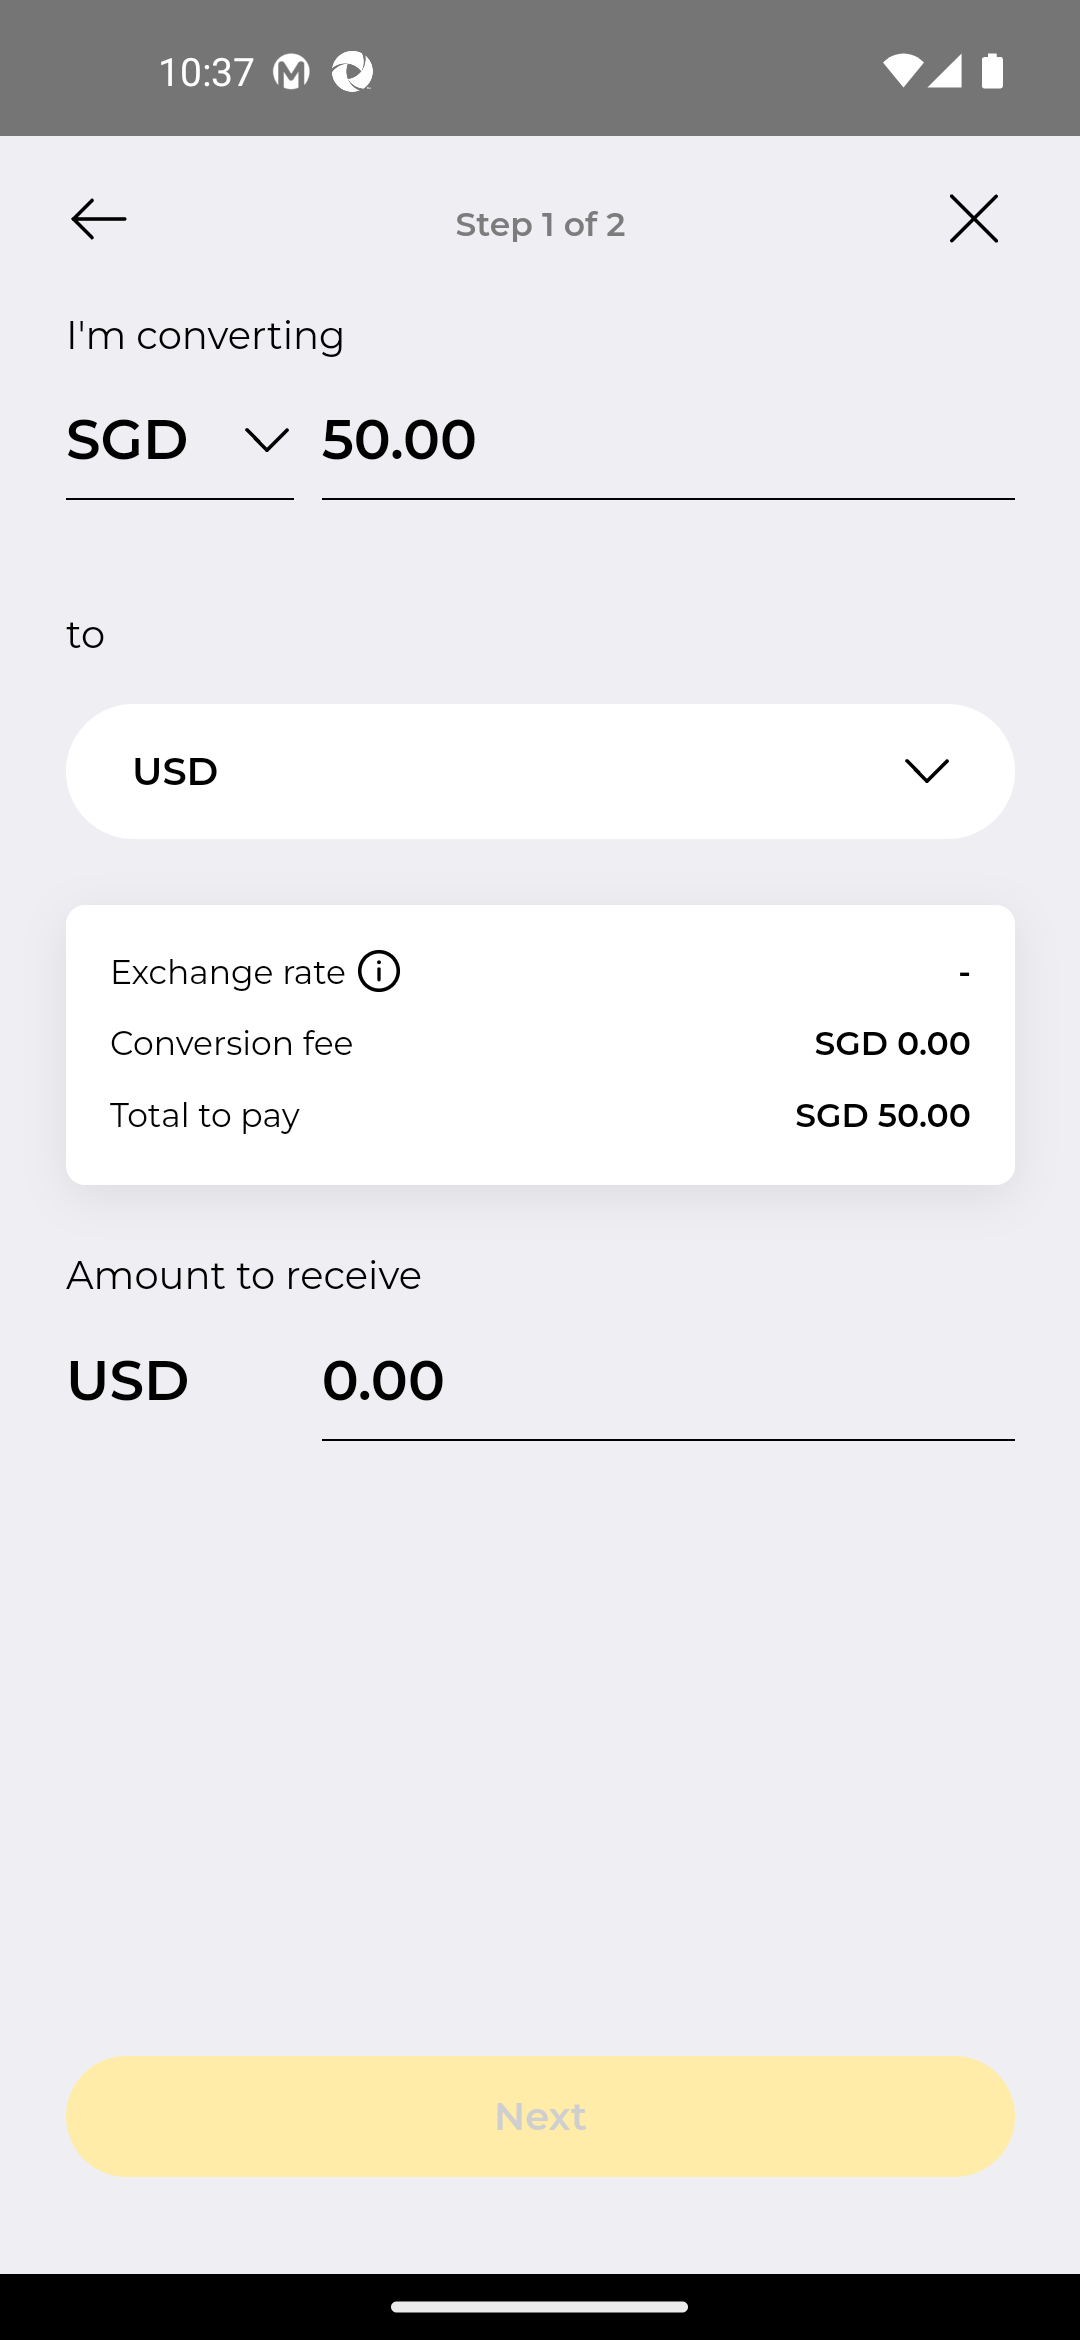 10:37
Step 1 of 2
I'm converting
SGD 50.00
to
USD
Exchange rate -
Conversion fee SGD 0.00
Total to pay SGD 50.00
Amount to receive
USD 0.00
Next